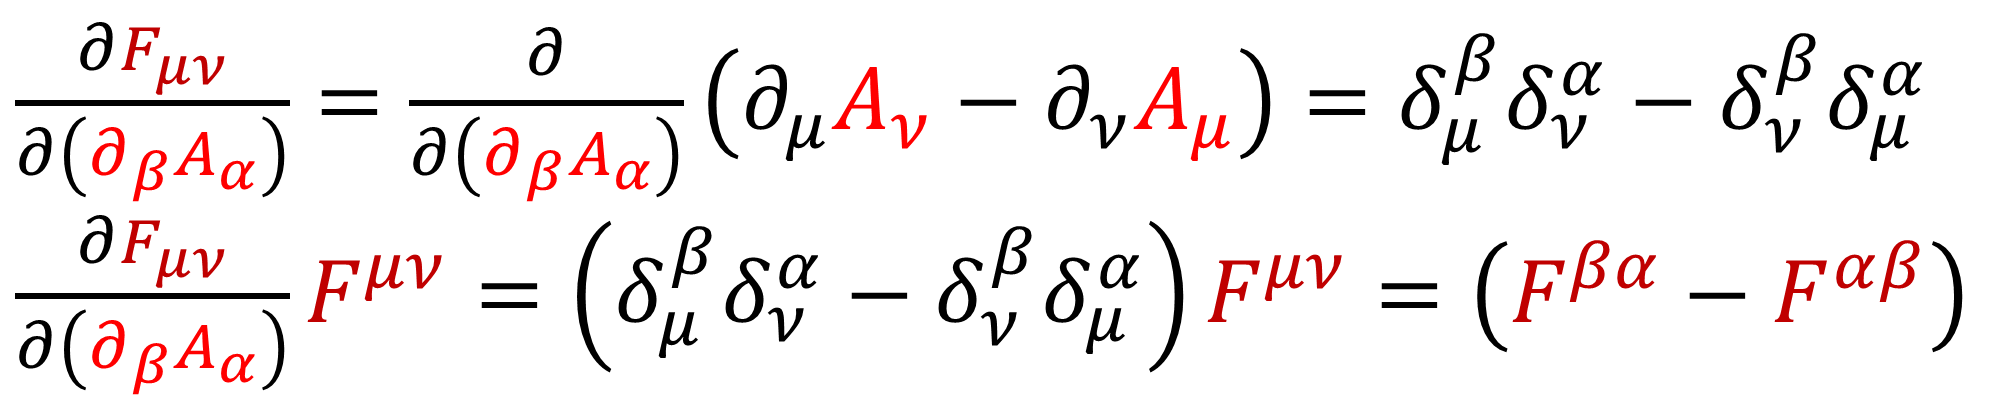 ∂F_{μν}/∂(∂_β A_α) = ∂/∂(∂_β A_α) (∂_μ A_ν − ∂_ν A_μ) = δ_μ^β δ_ν^α − δ_ν^β δ_μ^α
∂F_{μν}/∂(∂_β A_α) F^{μν} = (δ_μ^β δ_ν^α − δ_ν^β δ_μ^α) F^{μν} = (F^{βα} − F^{αβ})